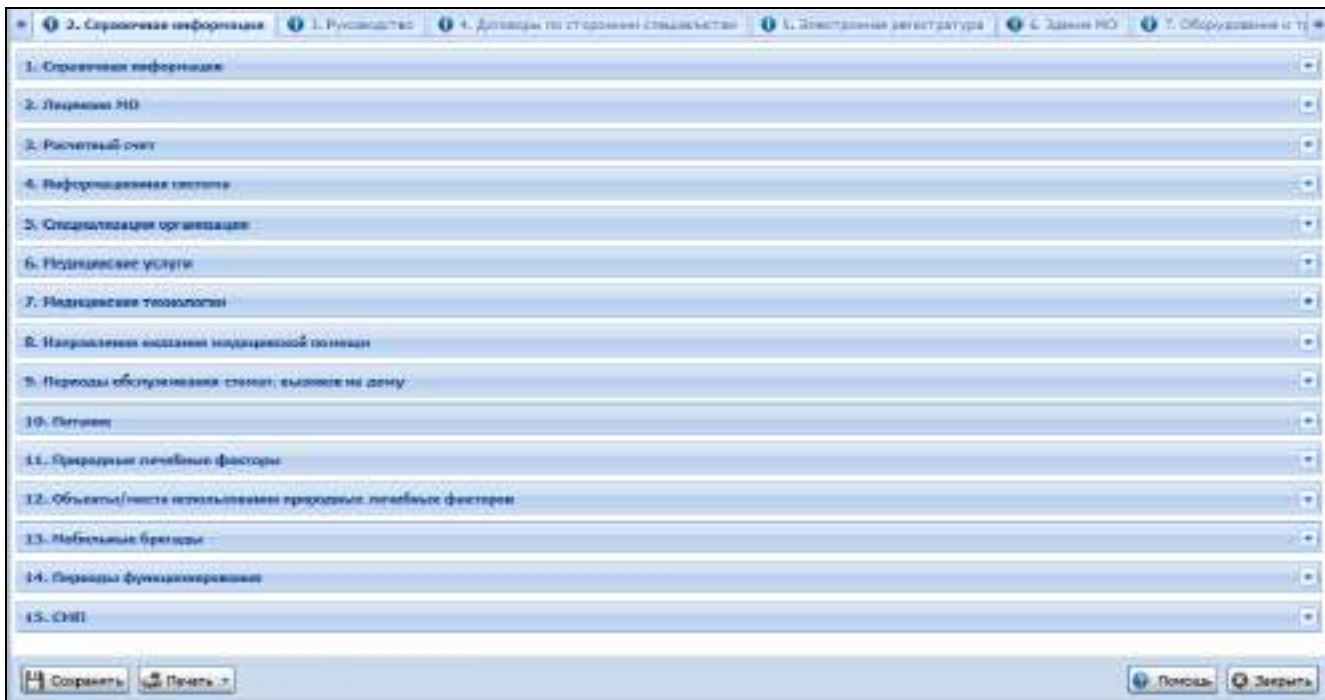 2. Справочная информация 3. Руководство 4. Договоры по сторонним специалистам 5. Электронная регистратура 6. Здания МО 7. Оборудование и
1. Справочная информация
2. Лицензии МО
3. Расчетный счет
4. Информационная система
5. Специализация организации
6. Медицинские услуги
7. Медицинские технологии
8. Направления оказания медицинской помощи
9. Периоды обслуживания стомат. вызовов на дому
10. Питание
11. Природные лечебные факторы
12. Объекты/места использования природных лечебных факторов
13. Мобильные бригады
14. Периоды функционирования
15. СМП
Сохранить Печать Помощь Закрыть